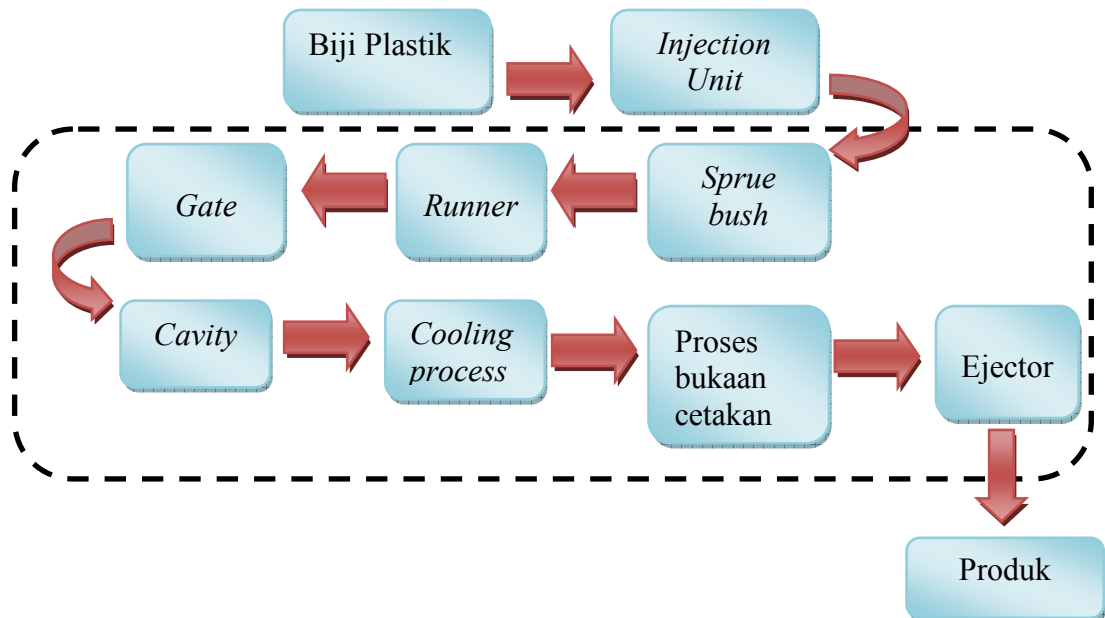 Biji Plastik
Injection
Unit
Sprue
bush
Runner
Gate
Cavity
Cooling
process
Proses
bukaan
cetakan
Ejector
Produk